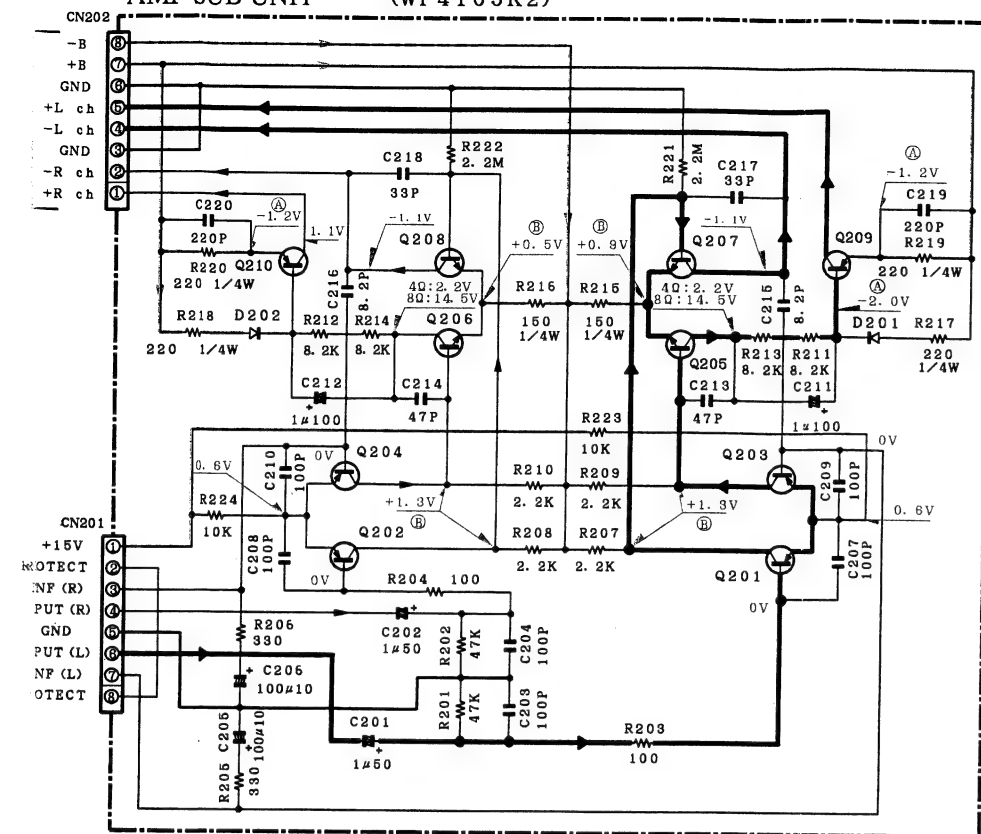 AMP SUB UNIT (WP4103K2)
CN202
-B ⑧
+B ⑦
GND ⑥
+L ch ⑤
-L ch ④
GND ③
-R ch ②
+R ch ①
C218
33P
R222
2. 2M
R221
2. 2M
C217
33P
Ⓐ
-1. 2V
C219
220P
R219
220 1/4W
C220
220P
R220
220 1/4W
Ⓐ
-1. 2V
1. 1V
Q210
-1. 1V
Q208
Ⓑ
+0. 5V
Ⓑ
+0. 9V
-1. 1V
Q207
Q209
C216
8. 2P
4Ω:2. 2V
8Ω:14. 5V
Q206
R216
150
1/4W
R215
150
1/4W
4Ω:2. 2V
8Ω:14. 5V
Q205
C215
8. 2P
Ⓐ
-2. 0V
R218
220 1/4W
D202
R212
8. 2K
R214
8. 2K
R213
8. 2K
R211
8. 2K
D201
R217
220
1/4W
C212
+
1µ100
C214
47P
C213
47P
C211
+
1µ100
R223
10K
0V
0. 6V
C210
100P
0V
Q204
R210
2. 2K
R209
2. 2K
Q203
C209
100P
R224
10K
+1. 3V
Ⓑ
+1. 3V
Ⓑ
0. 6V
C208
100P
Q202
R208
2. 2K
R207
2. 2K
Q201
C207
100P
0V
0V
R204 100
CN201
+15V ①
ROTECT ②
NF (R) ③
PUT (R) ④
GND ⑤
PUT (L) ⑥
NF (L) ⑦
OTECT ⑧
R206
330
C202
+
1µ50
R202
47K
C204
100P
+
C206
100µ10
R201
47K
C203
100P
C205
100µ10
+
R205
330
C201
+
1µ50
R203
100